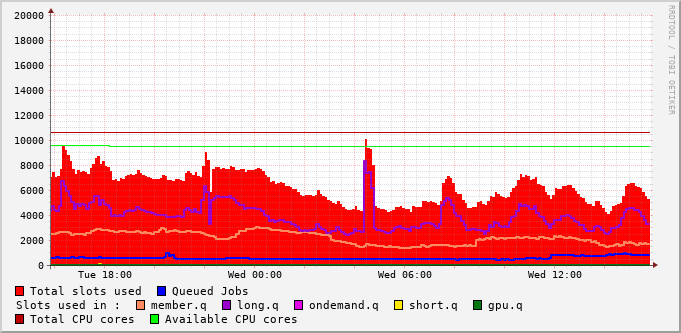 20000
18000
16000
14000
12000
10000
8000
6000
4000
2000
0
Tue 18:00 Wed 00:00 Wed 06:00 Wed 12:00
Total slots used Queued Jobs
Slots used in : member.q long.q ondemand.q short.q gpu.q
Total CPU cores Available CPU cores
RRDTOOL / TOBI OETIKER